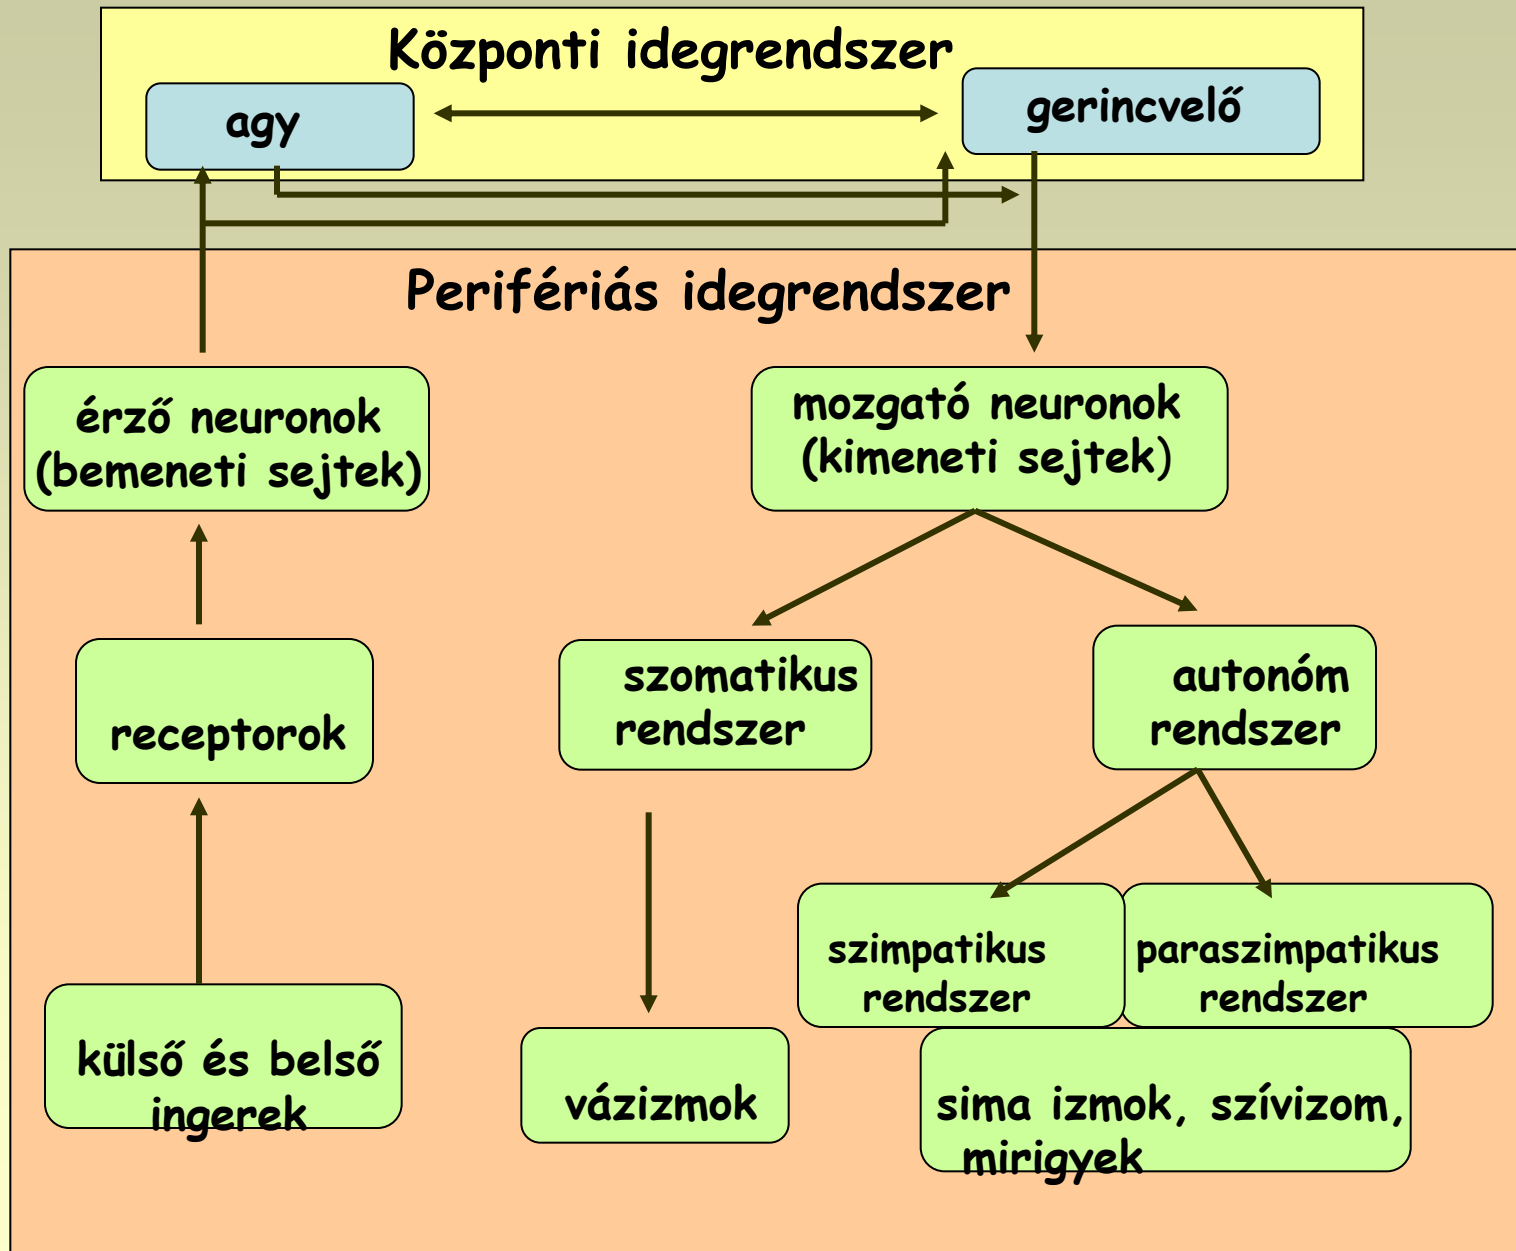 Központi idegrendszer
agy
gerincvelő
Perifériás idegrendszer
érző neuronok
(bemeneti sejtek)
mozgató neuronok
(kimeneti sejtek)
receptorok
szomatikus
rendszer
autonóm
rendszer
szimpatikus
rendszer
paraszimpatikus
rendszer
külső és belső
ingerek
vázizmok
sima izmok, szívizom,
mirigyek